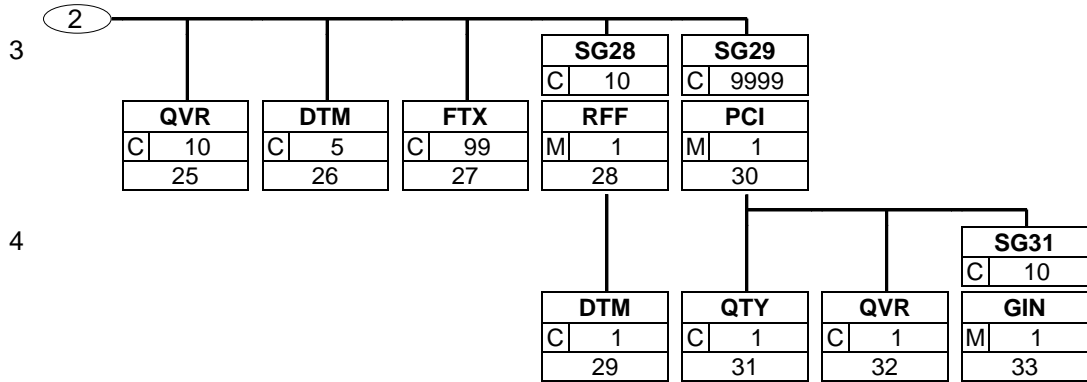 2
3
SG28 SG29
C 10 C 9999
QVR DTM FTX RFF PCI
C 10 C 5 C 99 M 1 M 1
25 26 27 28 30
4
SG31
C 10
DTM QTY QVR GIN
C 1 C 1 C 1 M 1
29 31 32 33